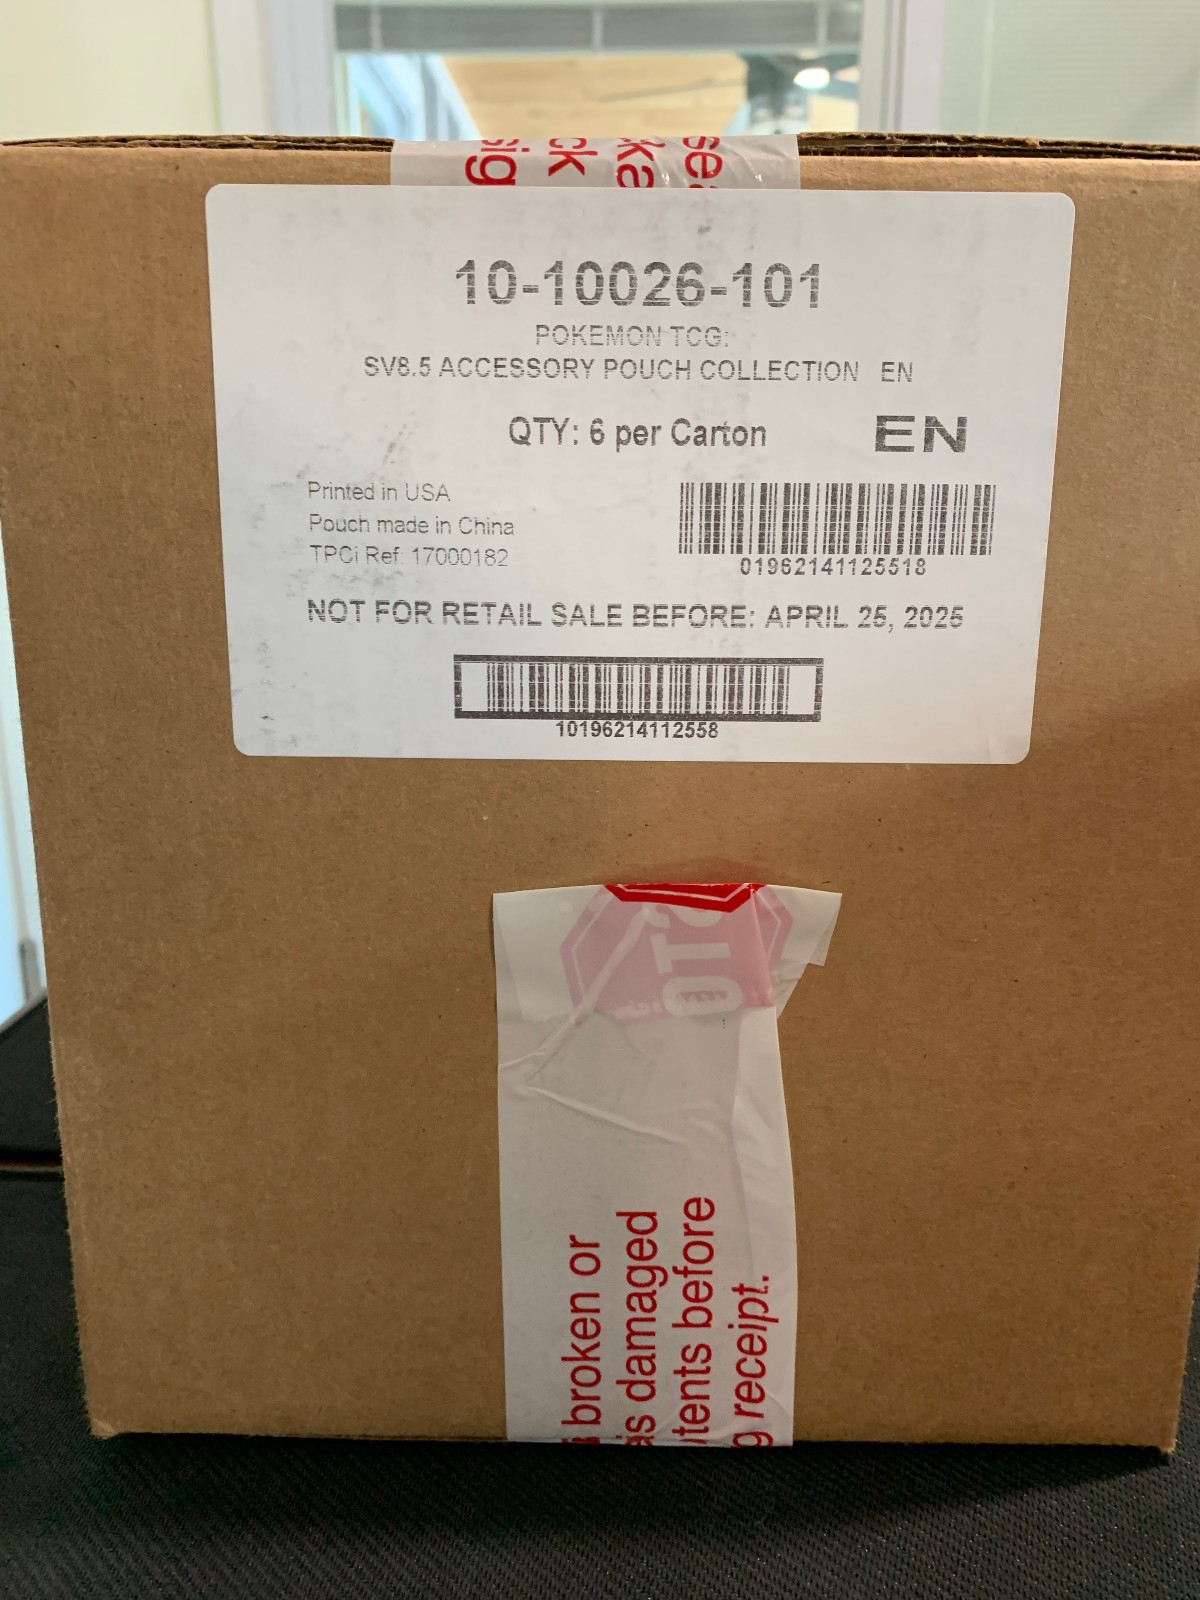 10-10026-101
POKEMON TCG:
SV8.5 ACCESSORY POUCH COLLECTION EN
QTY: 6 per Carton
EN
Printed in USA
Pouch made in China
TPCi Ref: 17000182
01962141125518
NOT FOR RETAIL SALE BEFORE: APRIL 25, 2025
10196214112558
broken or
damaged
before
receipt.